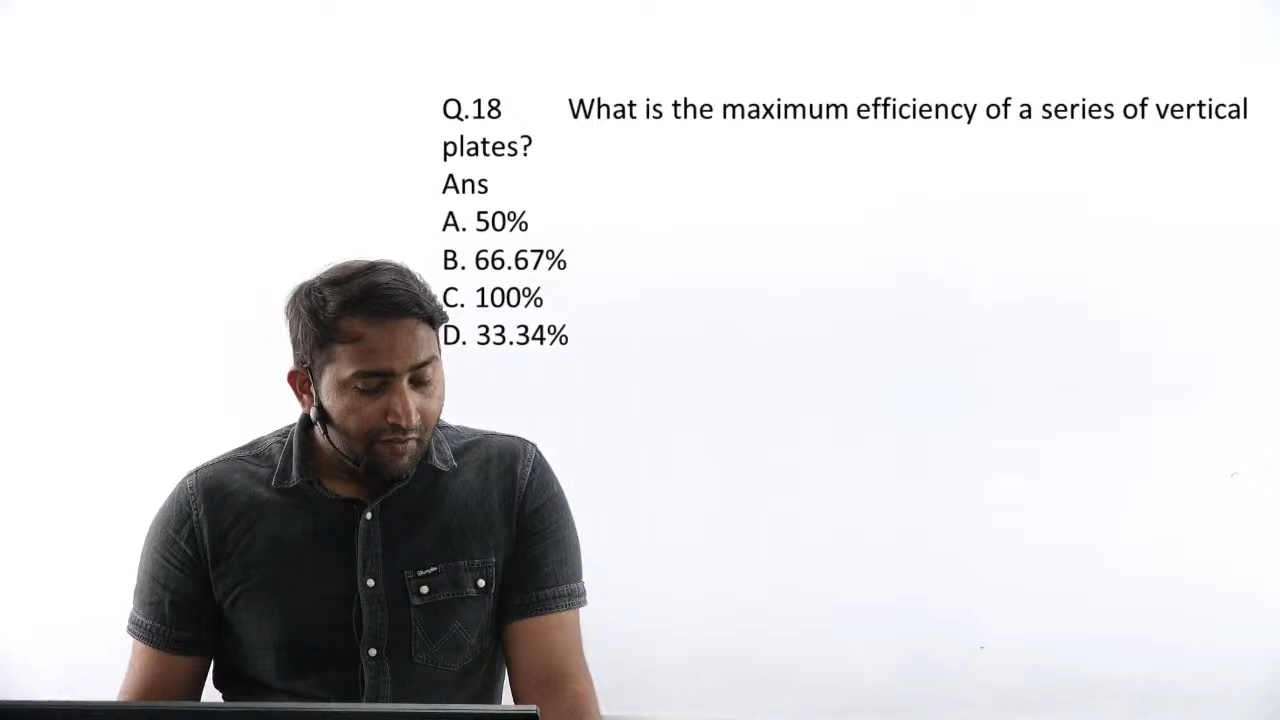 Q.18 What is the maximum efficiency of a series of vertical
plates?
Ans
A. 50%
B. 66.67%
C. 100%
D. 33.34%